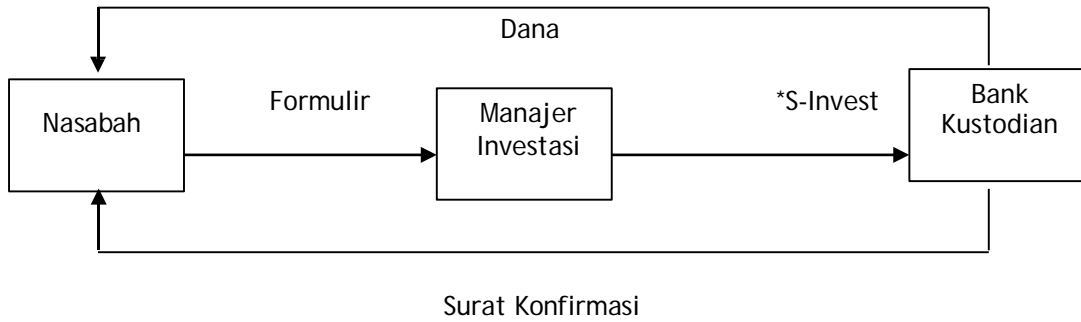 Dana
Nasabah
Formulir
Manajer
Investasi
*S-Invest
Bank
Kustodian
Surat Konfirmasi